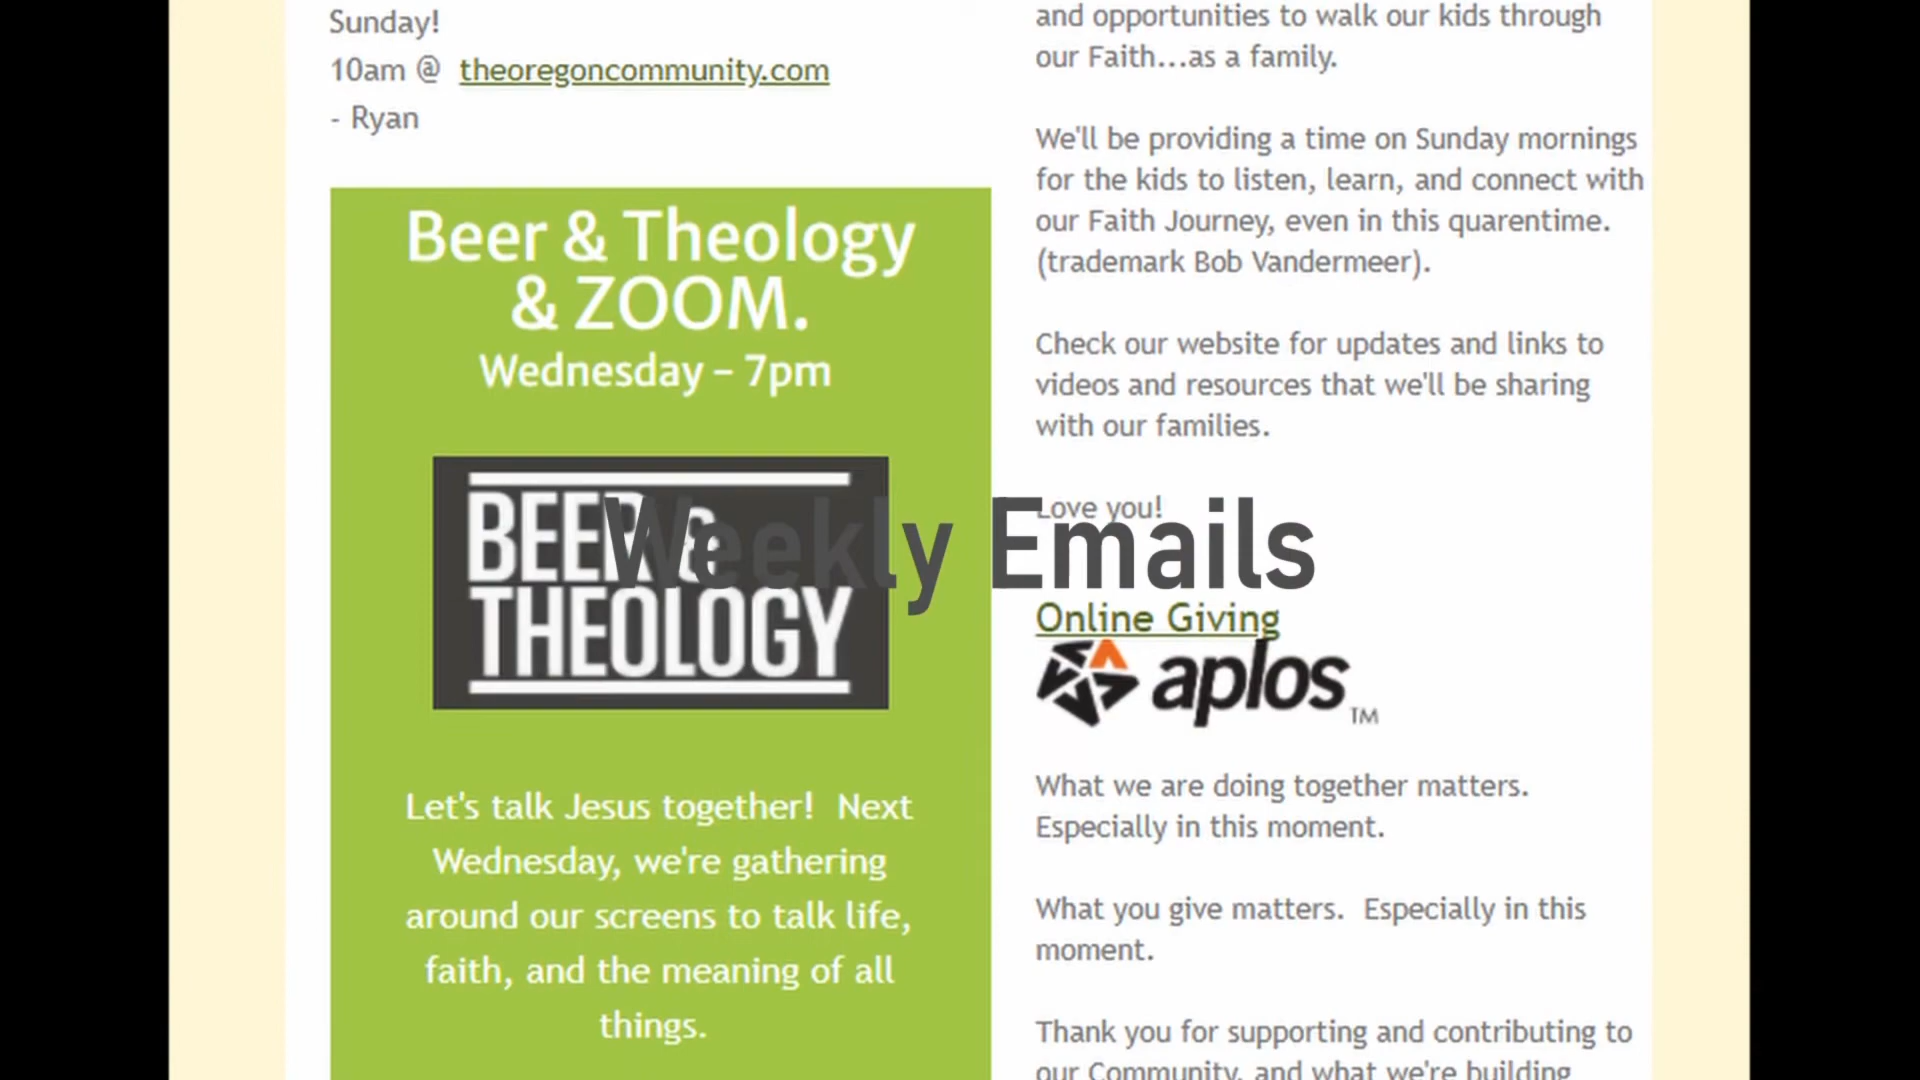 Sunday!
10am @ theoregoncommunity.com
- Ryan
Beer & Theology
& ZOOM.
Wednesday – 7pm
BEER &
THEOLOGY
Let's talk Jesus together! Next
Wednesday, we're gathering
around our screens to talk life,
faith, and the meaning of all
things.
Weekly Emails
and opportunities to walk our kids through
our Faith...as a family.
We'll be providing a time on Sunday mornings
for the kids to listen, learn, and connect with
our Faith Journey, even in this quarentime.
(trademark Bob Vandermeer).
Check our website for updates and links to
videos and resources that we'll be sharing
with our families.
Love you!
Online Giving
aplos TM
What we are doing together matters.
Especially in this moment.
What you give matters. Especially in this
moment.
Thank you for supporting and contributing to
our Community, and what we're building